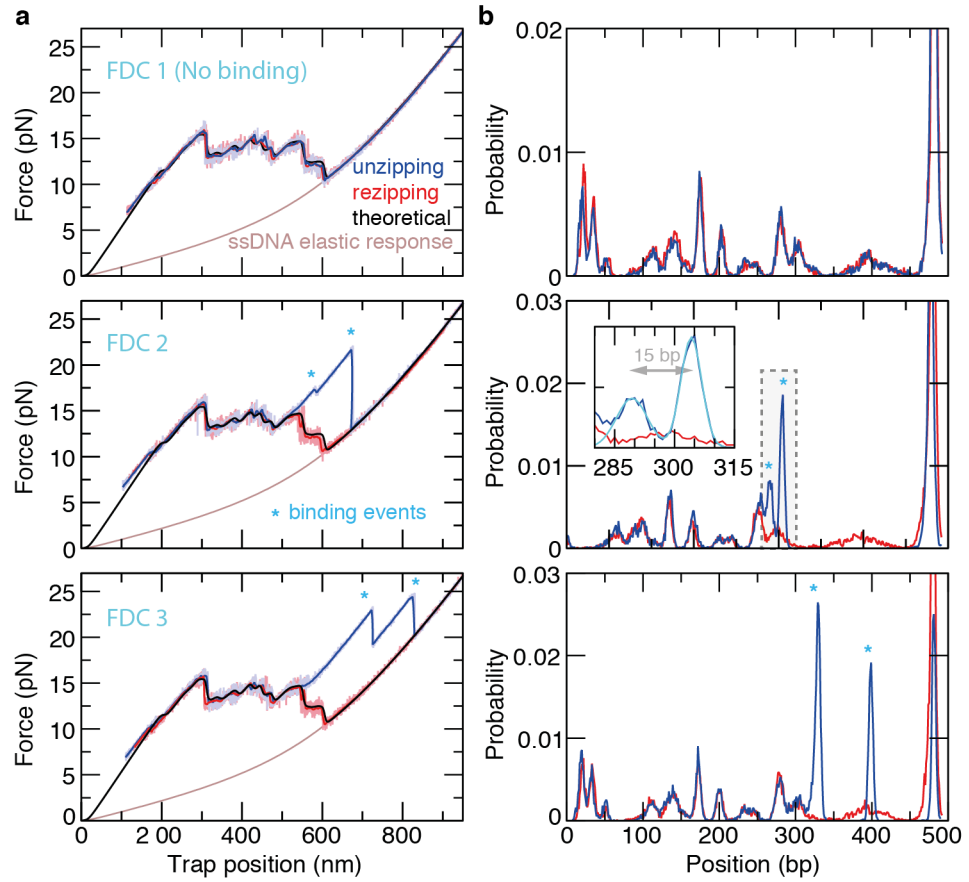 a
b
25
20
15
10
5
0
Force (pN)
FDC 1 (No binding)
unzipping
rezipping
theoretical
ssDNA elastic response
0.02
0.01
0
Probability
25
20
15
10
5
0
Force (pN)
FDC 2
*
*
* binding events
0.03
0.02
0.01
0
Probability
15 bp
285 300 315
*
*
25
20
15
10
5
0
Force (pN)
FDC 3
*
*
0 2 00 400 600 800
Trap position (nm)
0.03
0.02
0.01
0
Probability
*
*
0 100 200 300 400 500
Position (bp)